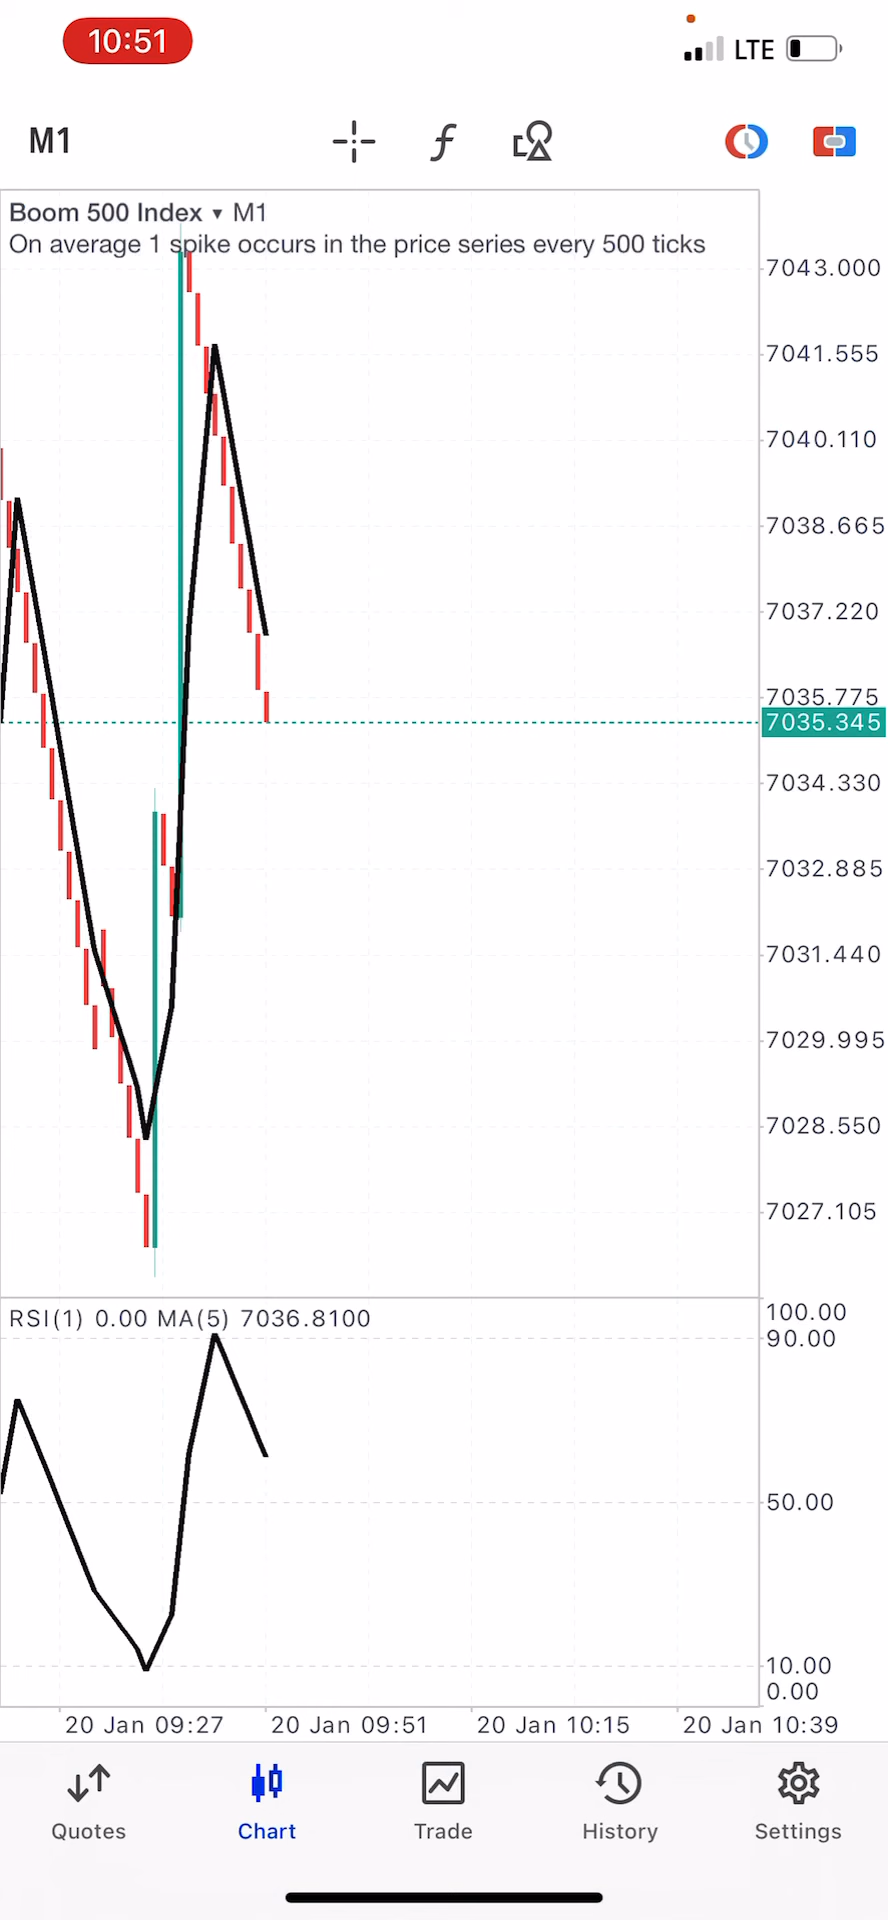 10:51
LTE
M1
Boom 500 Index ▾ M1
On average 1 spike occurs in the price series every 500 ticks
7043.000
7041.555
7040.110
7038.665
7037.220
7035.775
7035.345
7034.330
7032.885
7031.440
7029.995
7028.550
7027.105
RSI(1) 0.00 MA(5) 7036.8100
100.00
90.00
50.00
10.00
0.00
20 Jan 09:27 20 Jan 09:51 20 Jan 10:15 20 Jan 10:39
Quotes Chart Trade History Settings